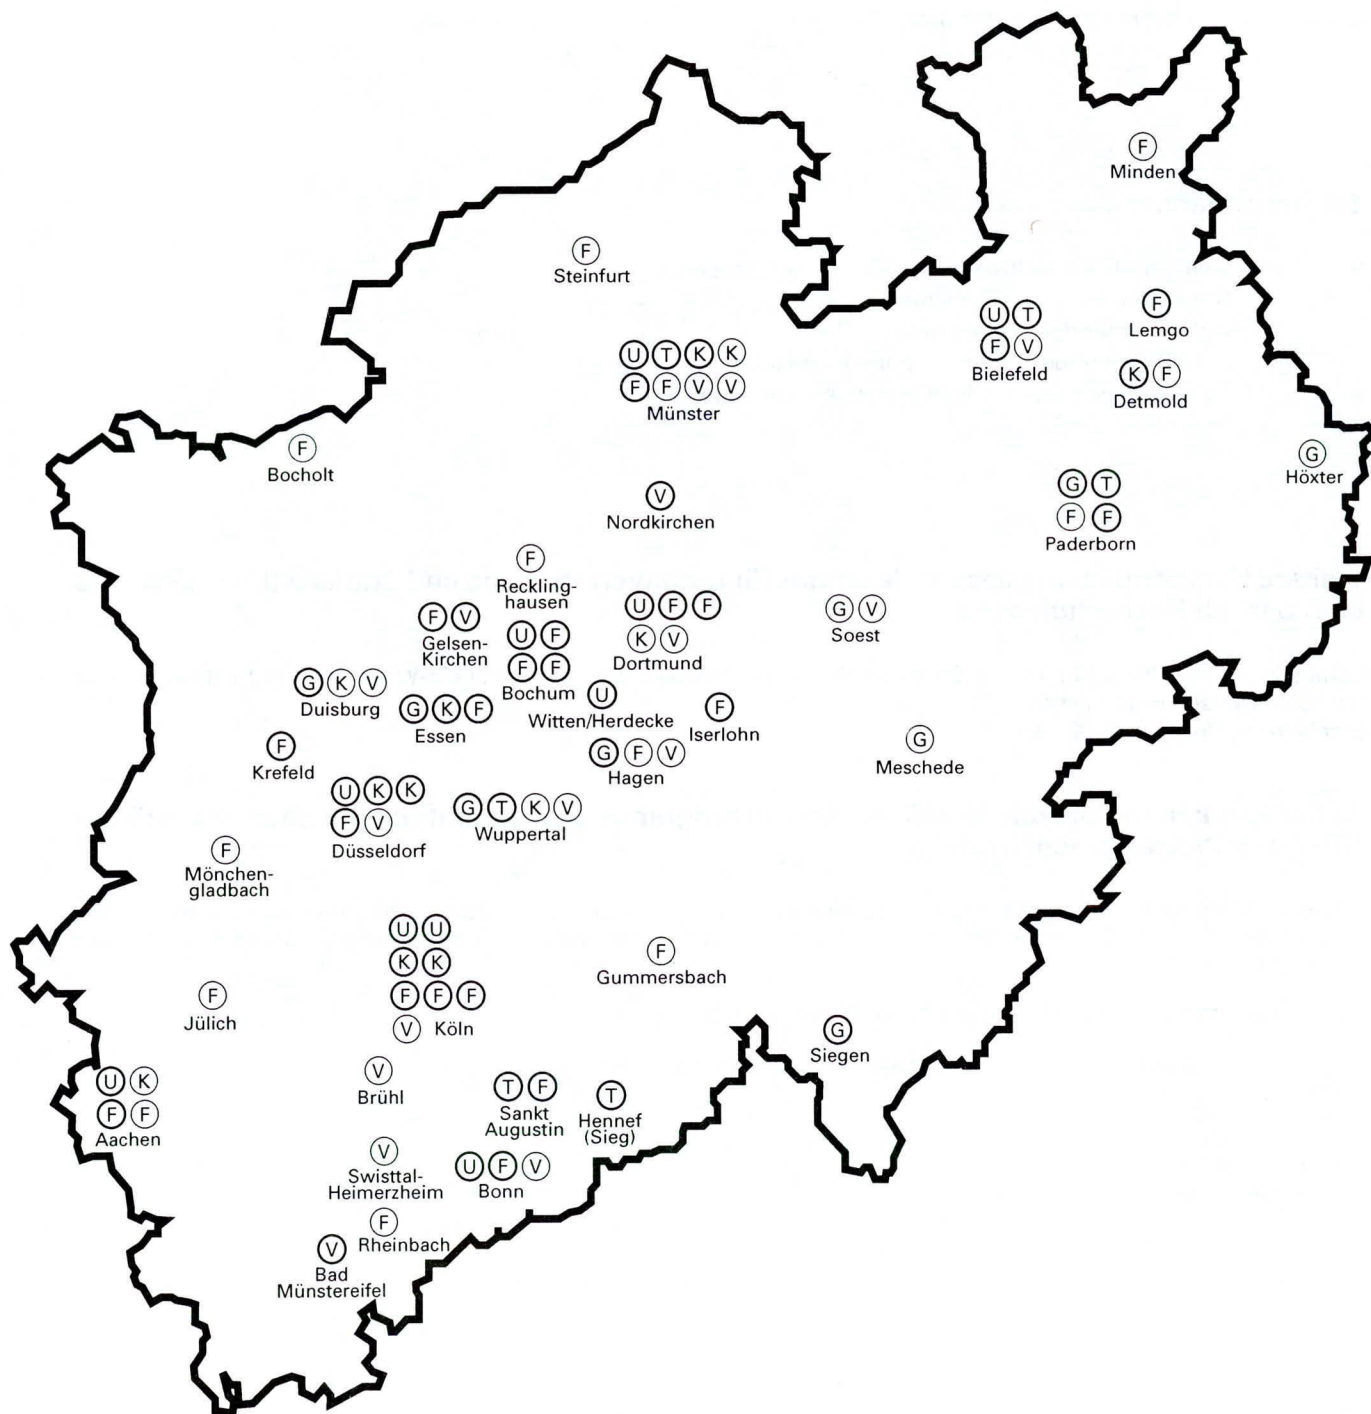 F
Minden
F
Steinfurt
F
Lemgo
U T
F V
Bielefeld
U T K K
F F V V
Münster
K F
Detmold
F
Bocholt
G
Höxter
V
Nordkirchen
G T
F F
Paderborn
F
Reckling-
hausen
F V
Gelsen-
Kirchen
U F
F F
Bochum
U F F
K V
Dortmund
G V
Soest
G K V
Duisburg
G K F
Essen
U
Witten/Herdecke
F
Iserlohn
F
Krefeld
G F V
Hagen
G
Meschede
U K K
F V
Düsseldorf
G T K V
Wuppertal
F
Mönchen-
gladbach
U U
K K
F F F
V Köln
F
Gummersbach
F
Jülich
G
Siegen
U K
F F
Aachen
V
Brühl
T F
Sankt
Augustin
T
Hennef
(Sieg)
V
Swisttal-
Heimerzheim
U F V
Bonn
F
Rheinbach
V
Bad
Münstereifel